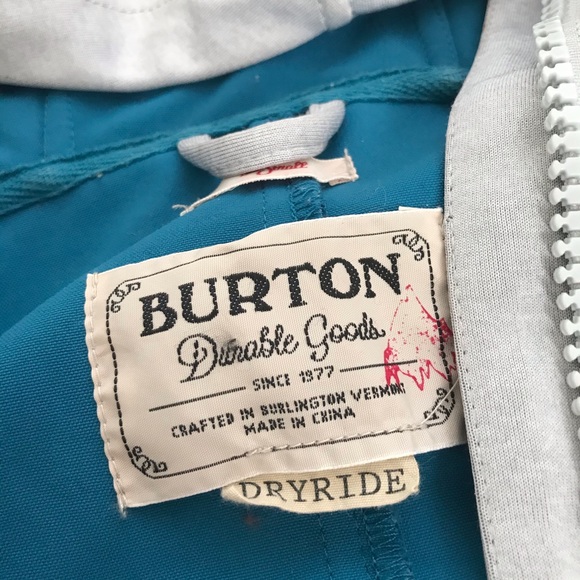 BURTON
Durable Goods
SINCE 1977
CRAFTED IN BURLINGTON VERMONT
MADE IN CHINA
DRYRIDE